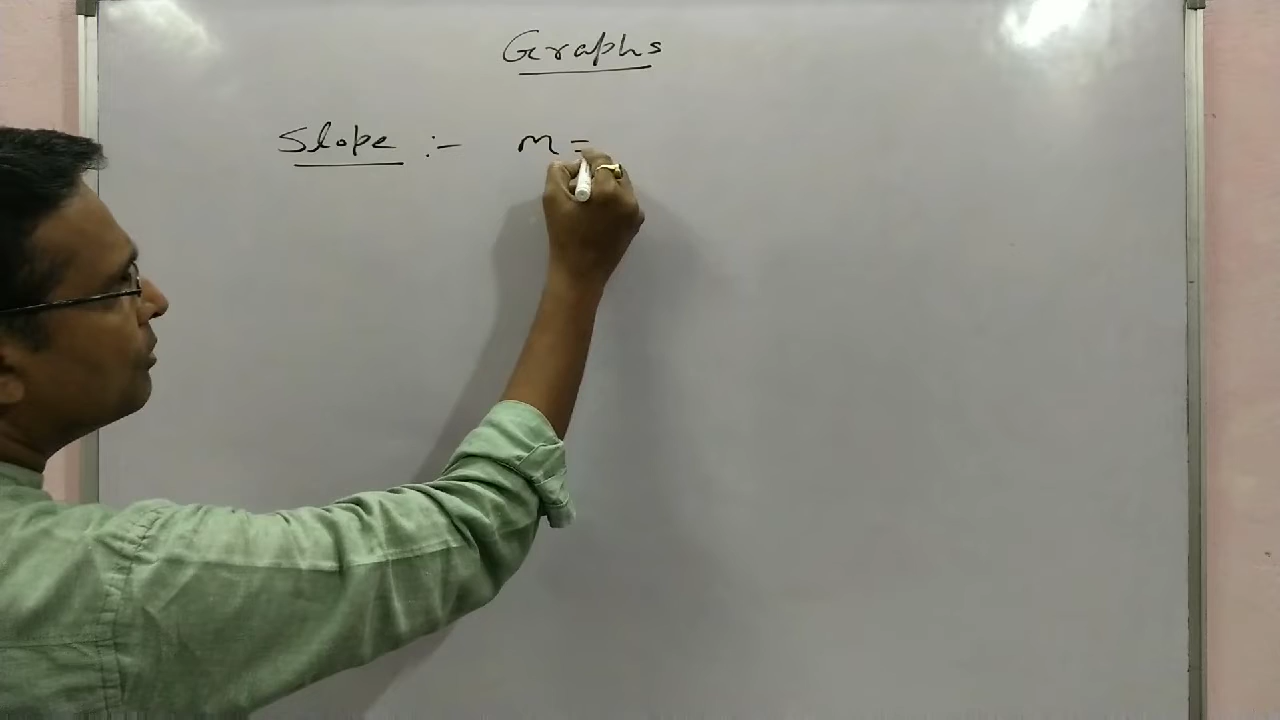 Graphs
Slope :- m =